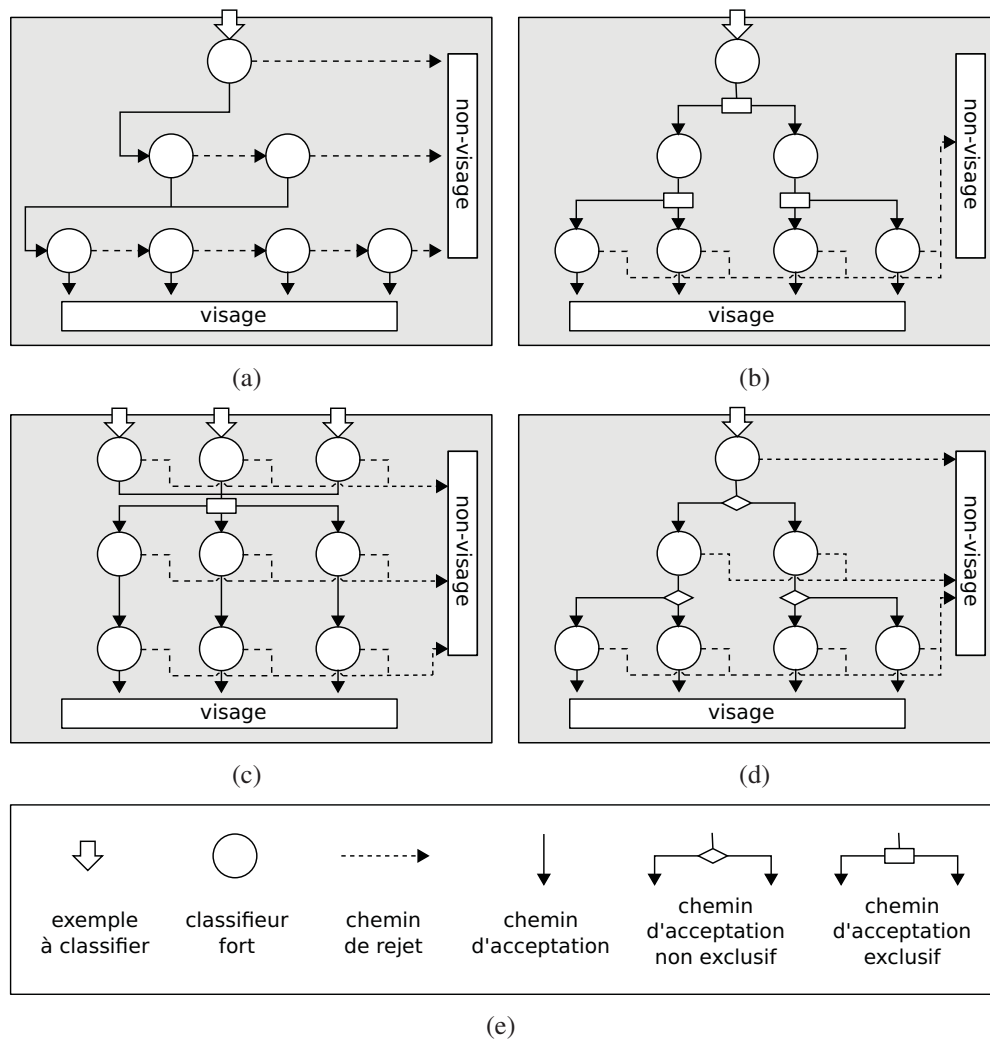 non-visage
visage
(a)
non-visage
visage
(b)
non-visage
visage
(c)
non-visage
visage
(d)
exemple
à classifier
classifieur
fort
chemin
de rejet
chemin
d'acceptation
chemin
d'acceptation
non exclusif
chemin
d'acceptation
exclusif
(e)